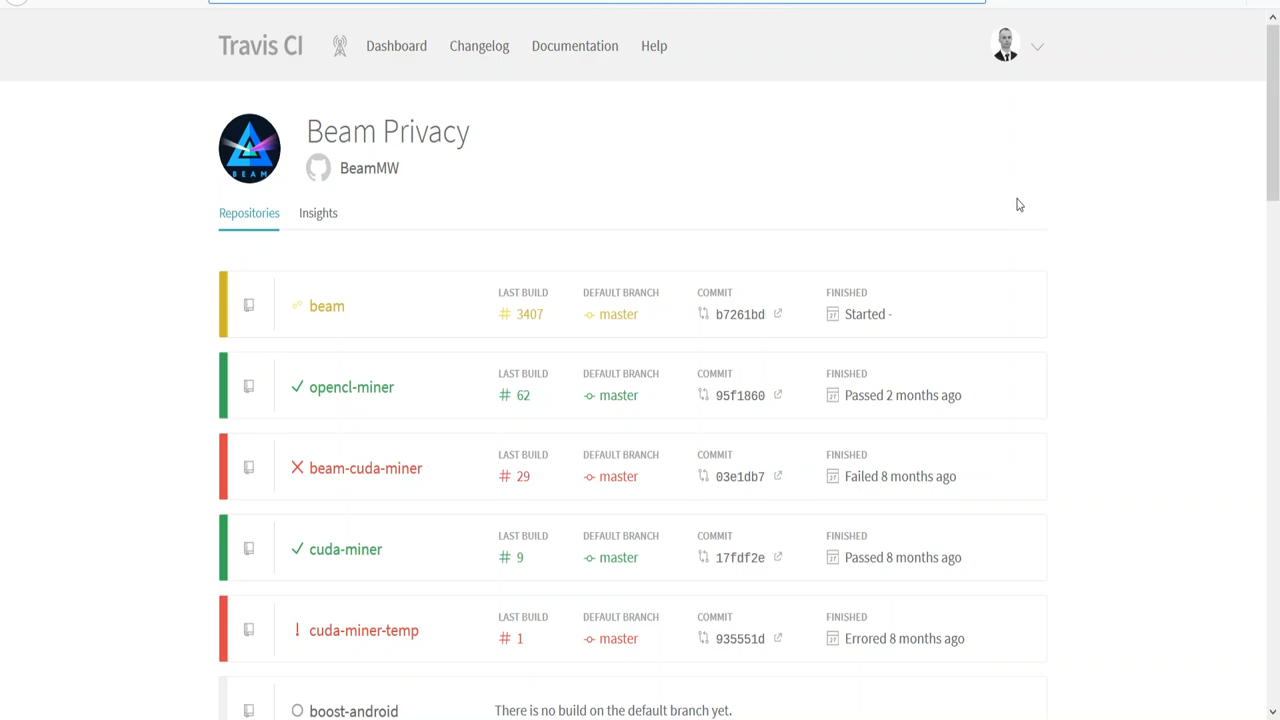 Travis CI Dashboard Changelog Documentation Help
Beam Privacy
BEAM
BeamMW
Repositories Insights
LAST BUILD DEFAULT BRANCH COMMIT FINISHED
beam # 3407 master b7261bd Started -
LAST BUILD DEFAULT BRANCH COMMIT FINISHED
opencl-miner # 62 master 95f1860 Passed 2 months ago
LAST BUILD DEFAULT BRANCH COMMIT FINISHED
beam-cuda-miner # 29 master 03e1db7 Failed 8 months ago
LAST BUILD DEFAULT BRANCH COMMIT FINISHED
cuda-miner # 9 master 17fdf2e Passed 8 months ago
LAST BUILD DEFAULT BRANCH COMMIT FINISHED
! cuda-miner-temp # 1 master 935551d Errored 8 months ago
boost-android There is no build on the default branch yet.